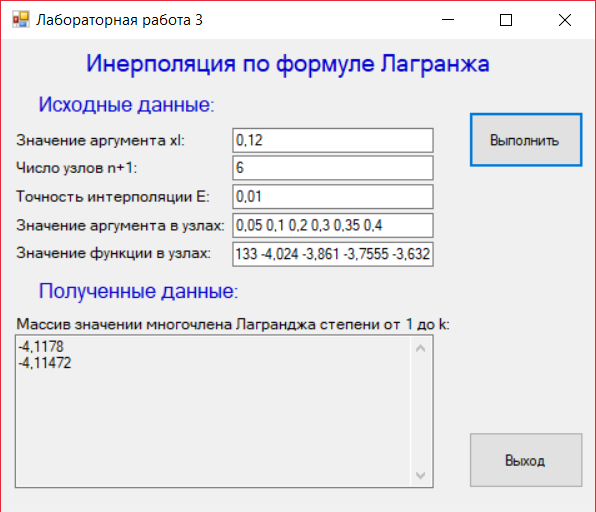 Лабораторная работа 3
Инерполяция по формуле Лагранжа
Исходные данные:
Значение аргумента xl: 0,12
Число узлов n+1: 6
Точность интерполяции E: 0,01
Значение аргумента в узлах: 0,05 0,1 0,2 0,3 0,35 0,4
Значение функции в узлах: 133 -4,024 -3,861 -3,7555 -3,632
Выполнить
Полученные данные:
Массив значении многочлена Лагранджа степени от 1 до k:
-4,1178
-4,11472
Выход